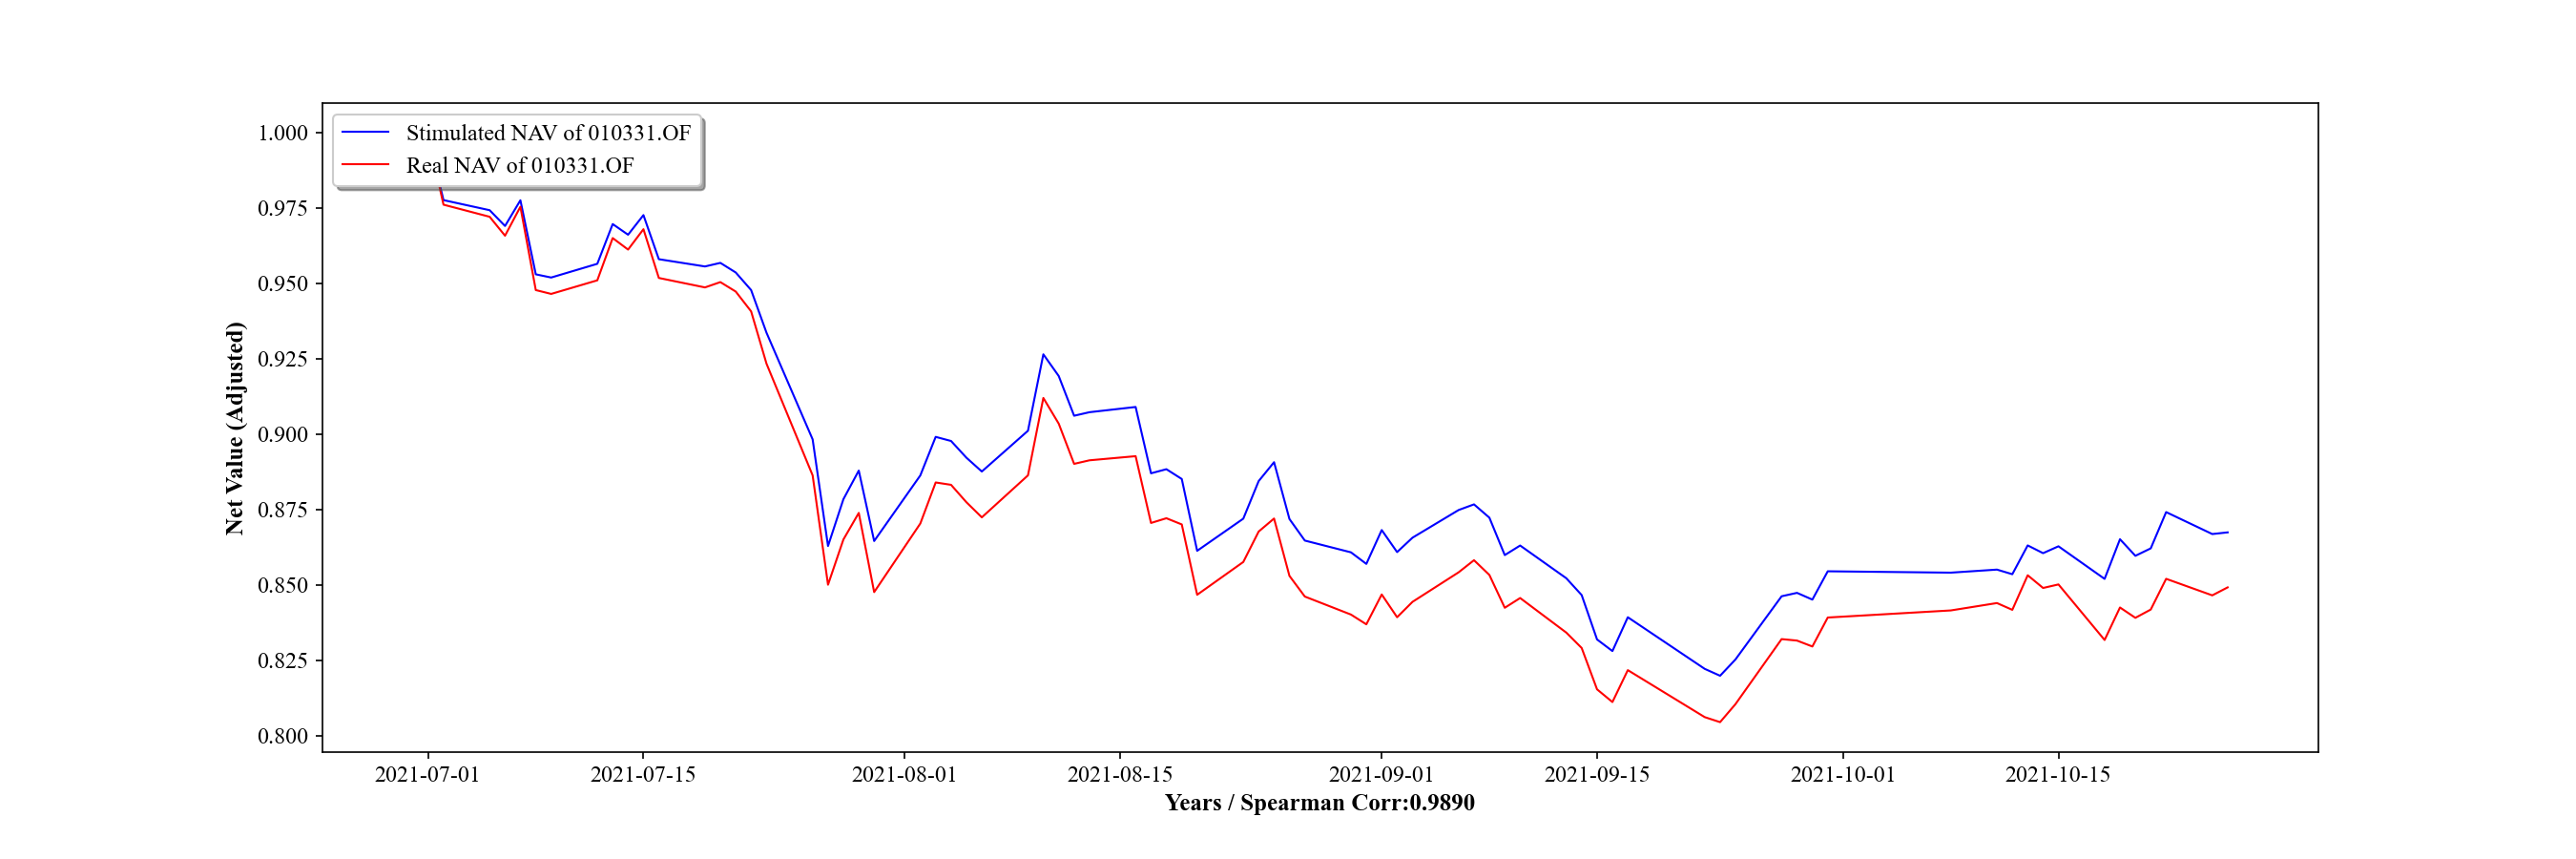 Stimulated NAV of 010331.OF
Real NAV of 010331.OF
1.000
0.975
0.950
0.925
0.900
0.875
0.850
0.825
0.800
Net Value (Adjusted)
2021-07-01 2021-07-15 2021-08-01 2021-08-15 2021-09-01 2021-09-15 2021-10-01 2021-10-15
Years / Spearman Corr:0.9890